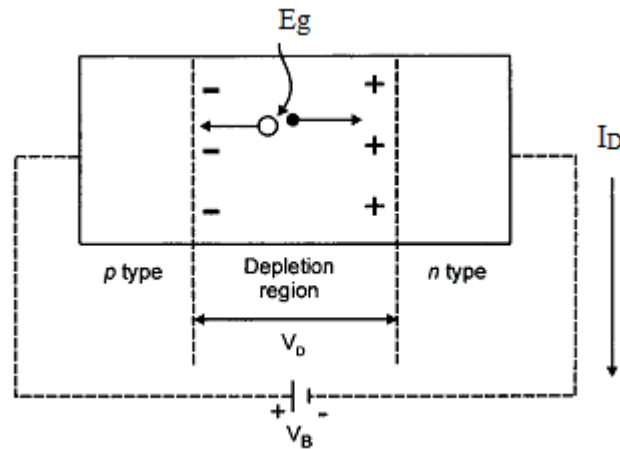 Eg
- +
I_D
- +
- +
p type
Depletion
region
n type
V_D
+ -
V_B